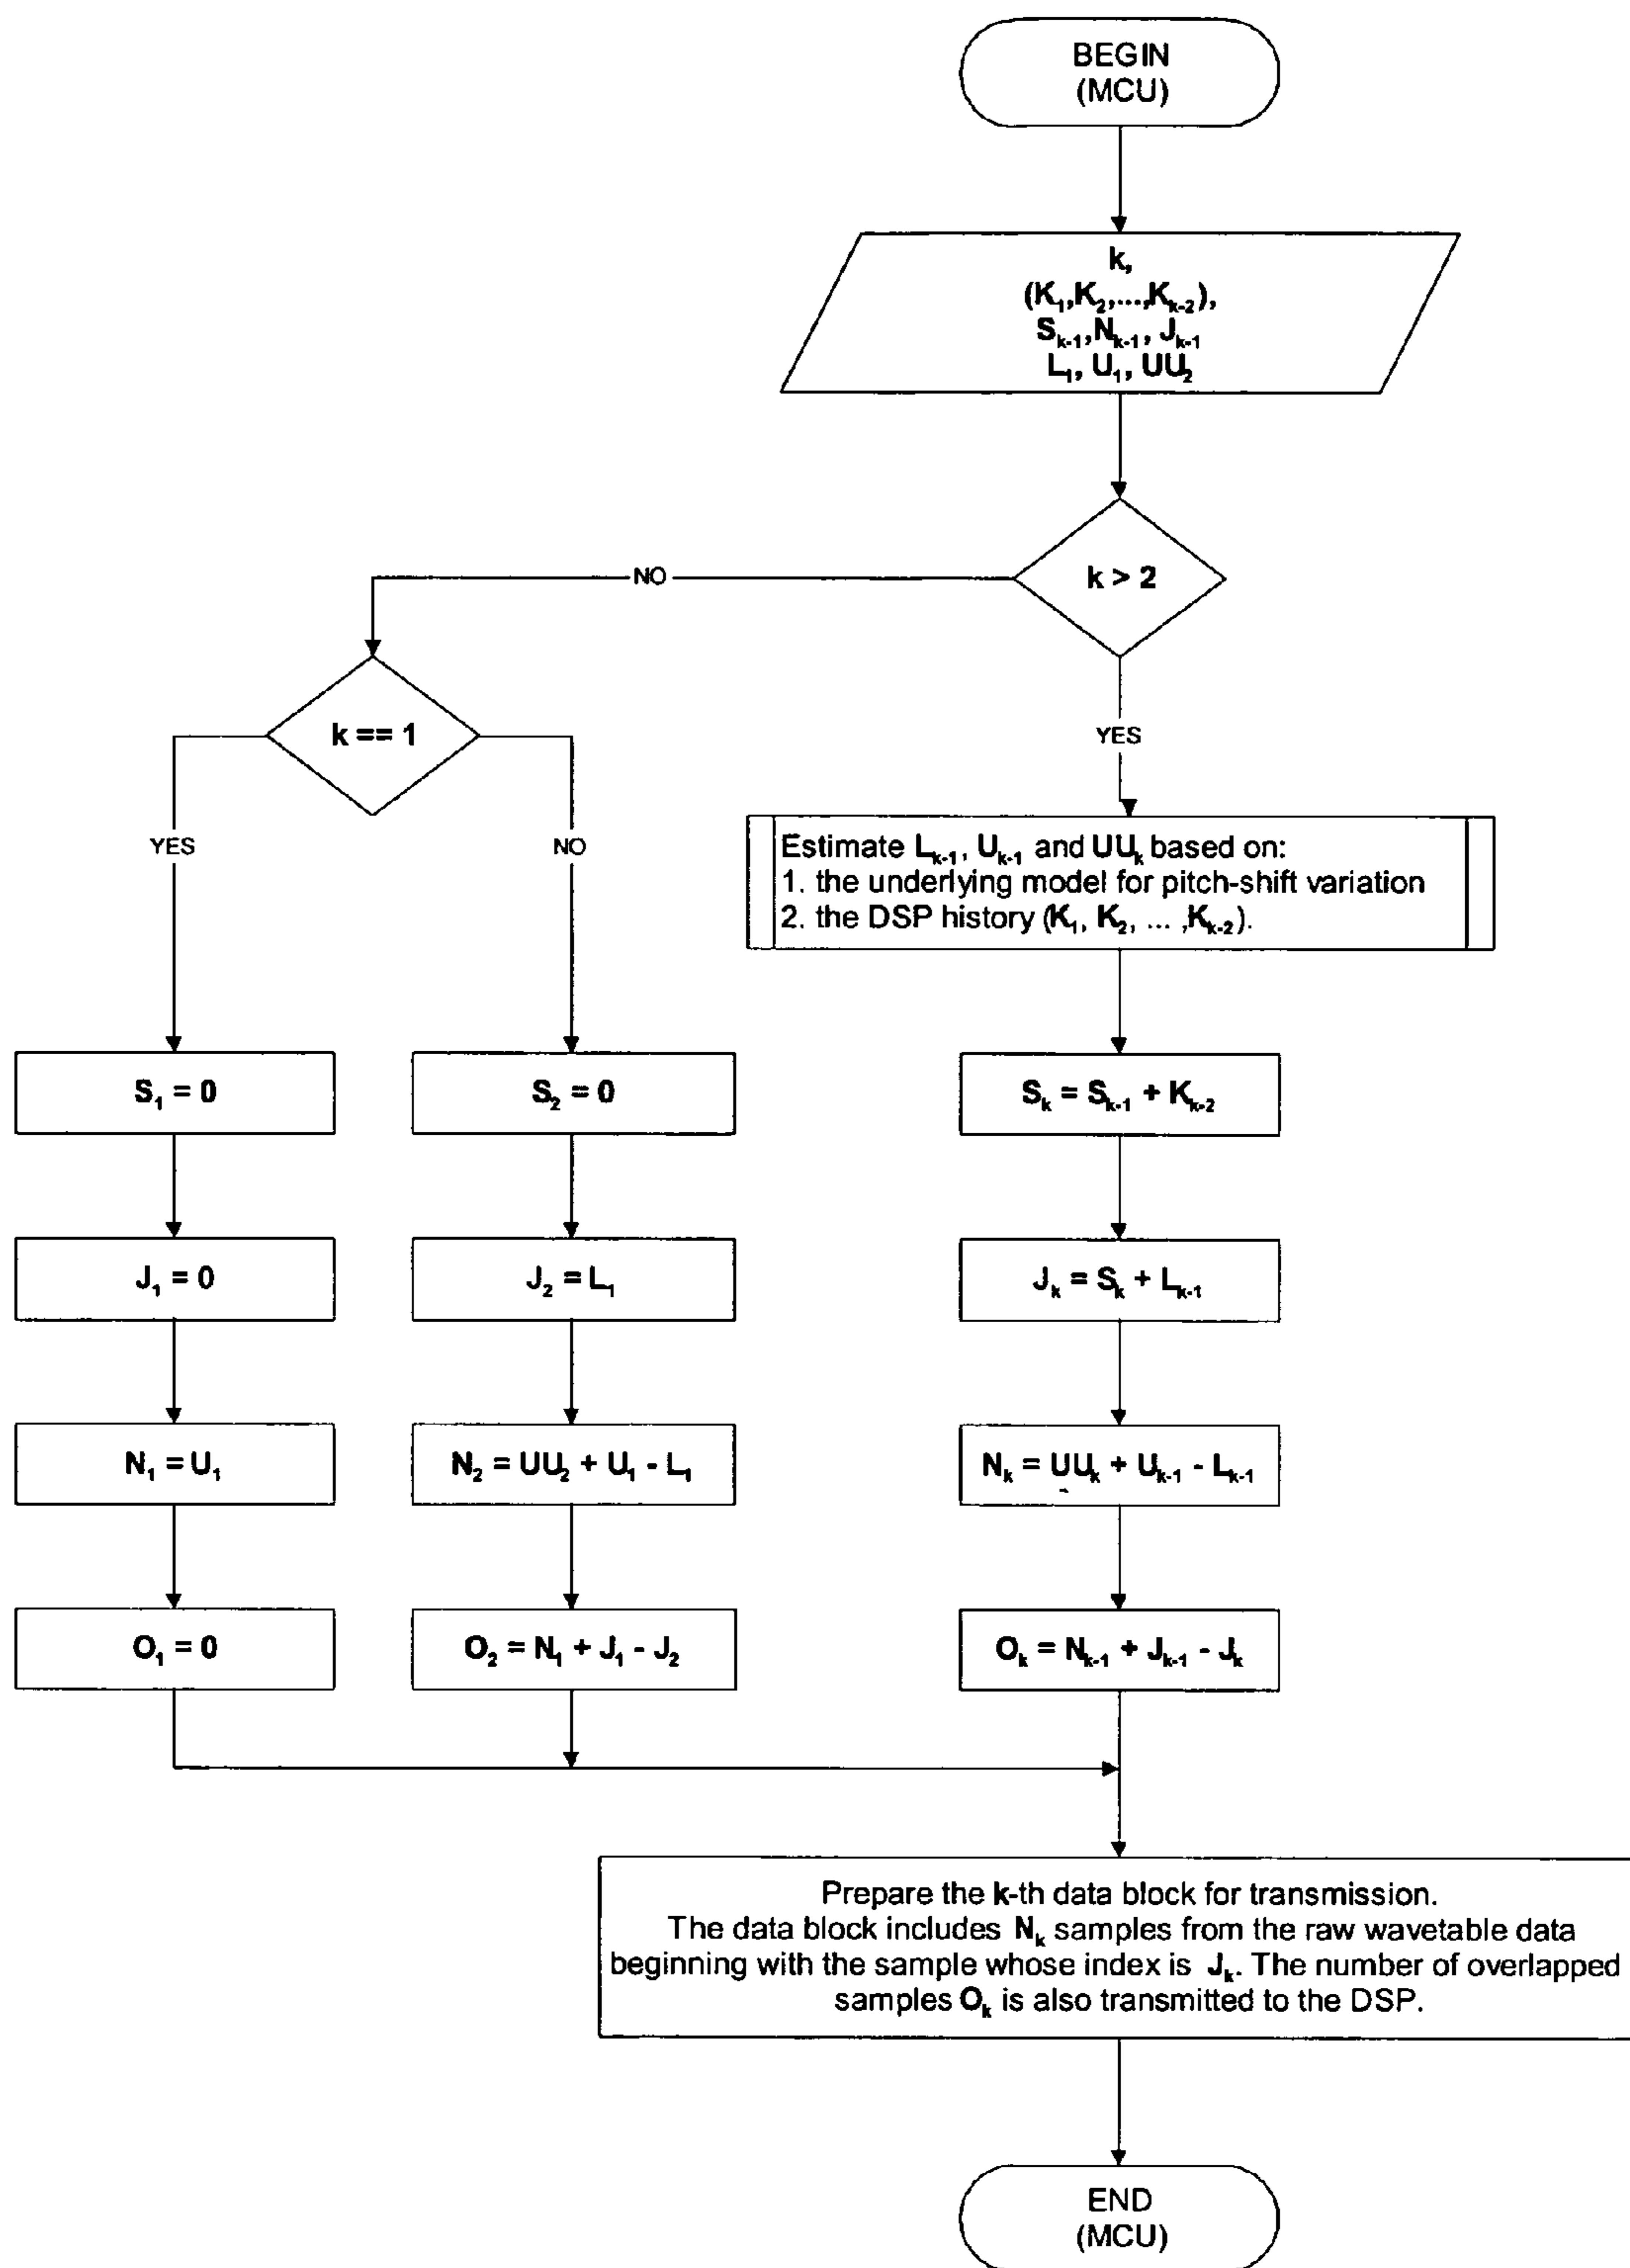 BEGIN
(MCU)
k,
(K₁,K₂,...,Kₖ₋₂),
Sₖ₋₁,Nₖ₋₁, Jₖ₋₁
L₁, U₁, UU₂
k > 2
NO
YES
k == 1
YES
NO
Estimate Lₖ₋₁, Uₖ₋₁ and UUₖ based on:
1. the underlying model for pitch-shift variation
2. the DSP history (K₁, K₂, ... ,Kₖ₋₂).
S₁ = 0
S₂ = 0
Sₖ = Sₖ₋₁ + Kₖ₋₂
J₁ = 0
J₂ = L₁
Jₖ = Sₖ + Lₖ₋₁
N₁ = U₁
N₂ = UU₂ + U₁ - L₁
Nₖ = UUₖ + Uₖ₋₁ - Lₖ₋₁
O₁ = 0
O₂ = N₁ + J₁ - J₂
Oₖ = Nₖ₋₁ + Jₖ₋₁ - Jₖ
Prepare the k-th data block for transmission.
The data block includes Nₖ samples from the raw wavetable data
beginning with the sample whose index is Jₖ. The number of overlapped
samples Oₖ is also transmitted to the DSP.
END
(MCU)